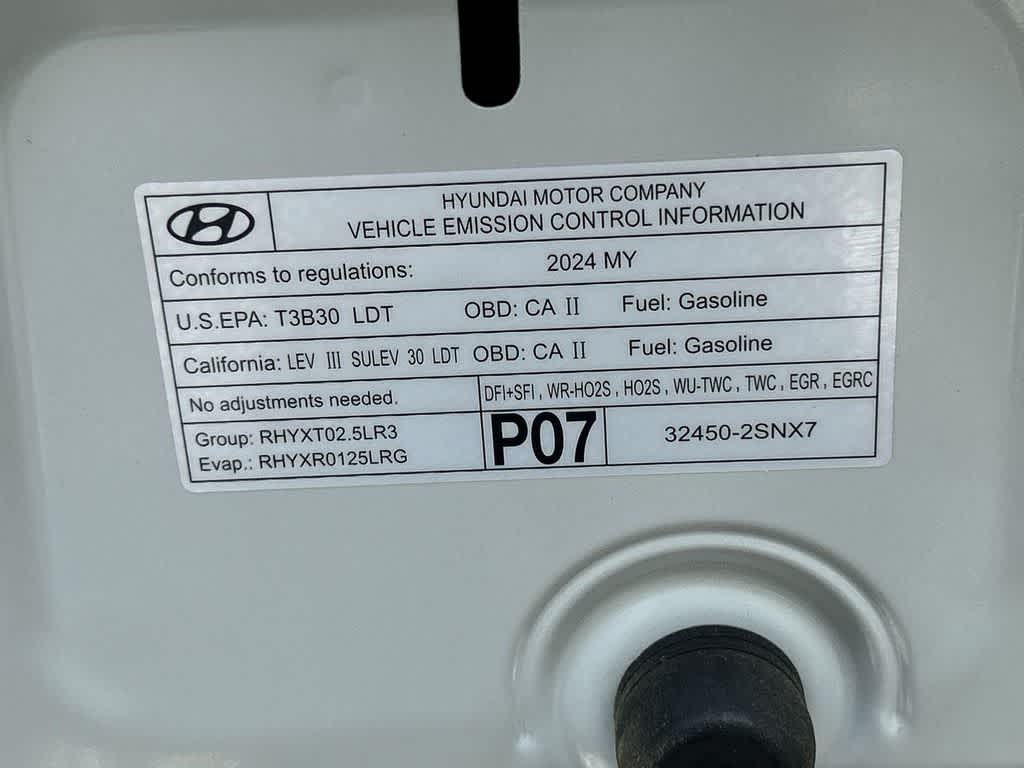 HYUNDAI MOTOR COMPANY
VEHICLE EMISSION CONTROL INFORMATION
Conforms to regulations: 2024 MY
U.S.EPA: T3B30 LDT OBD: CA II Fuel: Gasoline
California: LEV III SULEV 30 LDT OBD: CA II Fuel: Gasoline
No adjustments needed. DFI+SFI , WR-HO2S , HO2S , WU-TWC , TWC , EGR , EGRC
Group: RHYXT02.5LR3
Evap.: RHYXR0125LRG
P07
32450-2SNX7